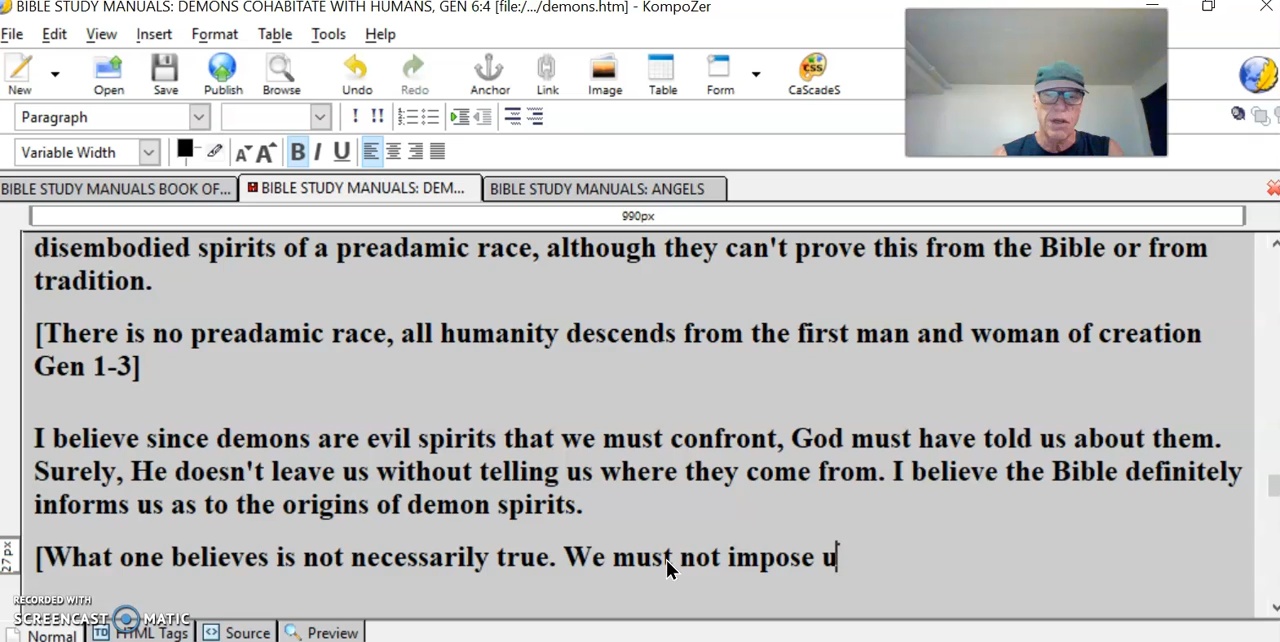 BIBLE STUDY MANUALS: DEMONS COHABITATE WITH HUMANS, GEN 6:4 [file:/.../demons.htm] - KompoZer
File Edit View Insert Format Table Tools Help
New Open Save Publish Browse Undo Redo Anchor Link Image Table Form CaScadeS
Paragraph ! !!
Variable Width A A B I U
BIBLE STUDY MANUALS BOOK OF... BIBLE STUDY MANUALS: DEM... BIBLE STUDY MANUALS: ANGELS
990px
disembodied spirits of a preadamic race, although they can't prove this from the Bible or from
tradition.
[There is no preadamic race, all humanity descends from the first man and woman of creation
Gen 1-3]
I believe since demons are evil spirits that we must confront, God must have told us about them.
Surely, He doesn't leave us without telling us where they come from. I believe the Bible definitely
informs us as to the origins of demon spirits.
[What one believes is not necessarily true. We must not impose u
27 px
RECORDED WITH
SCREENCAST MATIC
Normal TD HTML Tags Source Preview